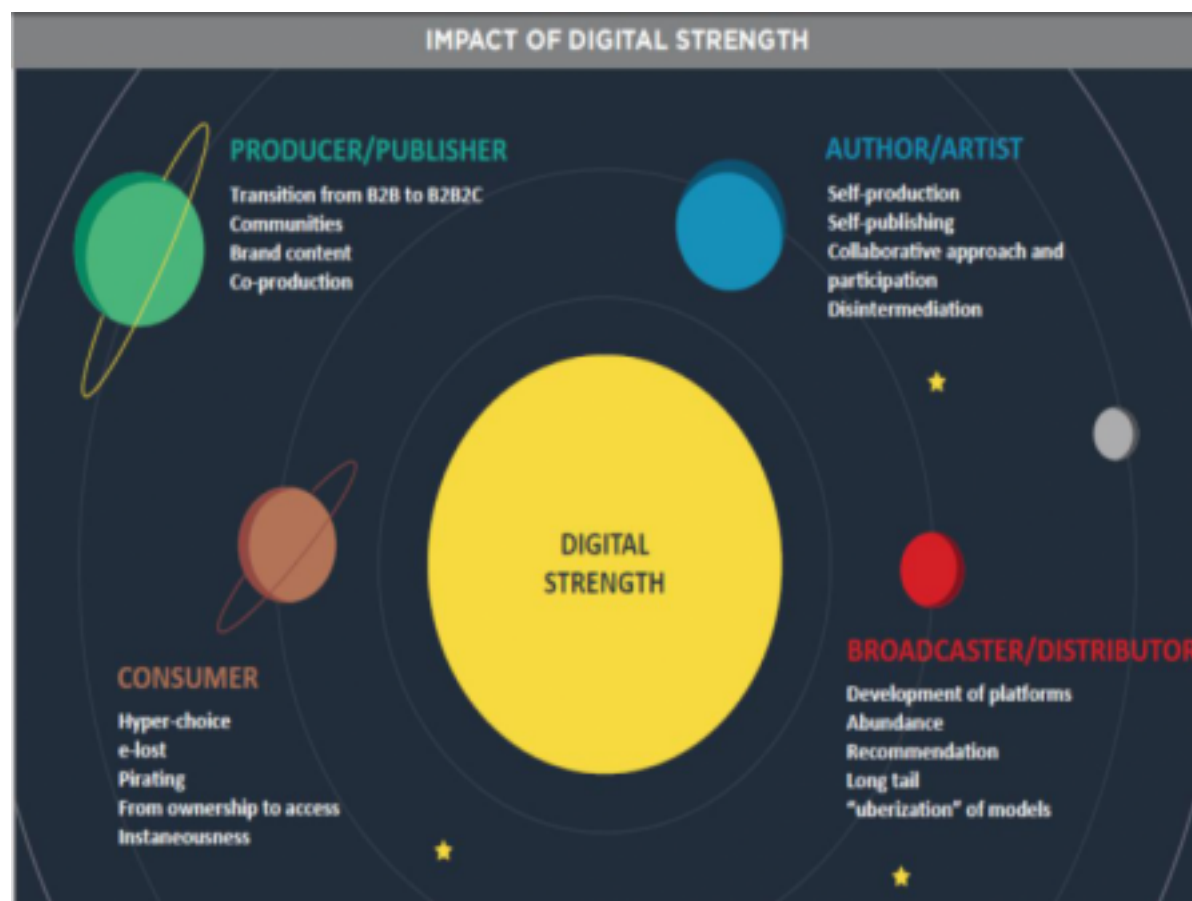 IMPACT OF DIGITAL STRENGTH
PRODUCER/PUBLISHER
Transition from B2B to B2B2C
Communities
Brand content
Co-production
AUTHOR/ARTIST
Self-production
Self-publishing
Collaborative approach and
participation
Disintermediation
DIGITAL
STRENGTH
CONSUMER
Hyper-choice
e-lost
Pirating
From ownership to access
Instaneousness
BROADCASTER/DISTRIBUTOR
Development of platforms
Abundance
Recommendation
Long tail
"uberization" of models